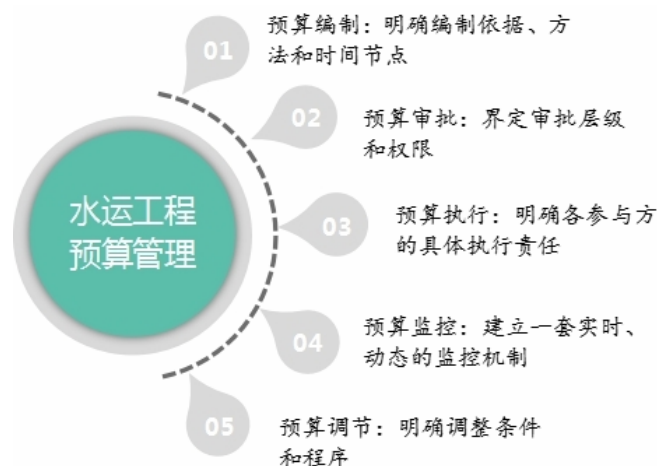 水运工程
预算管理
01
预算编制：明确编制依据、方
法和时间节点
02
预算审批：界定审批层级
和权限
03
预算执行：明确各参与方
的具体执行责任
04
预算监控：建立一套实时、
动态的监控机制
05
预算调节：明确调整条件
和程序